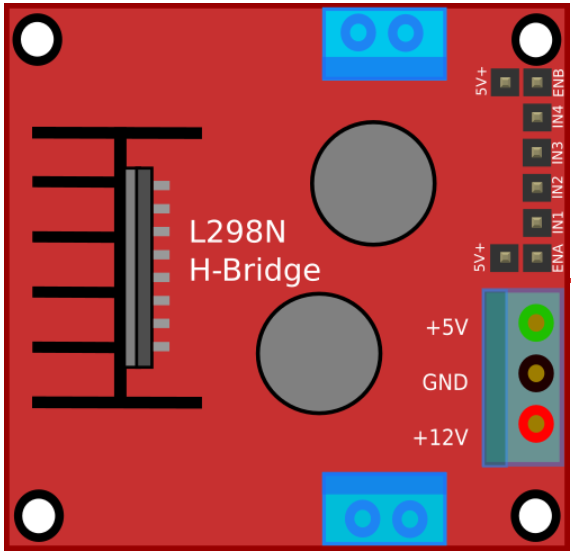 5V+
ENB
IN4
IN3
IN2
IN1
5V+
ENA
L298N
H-Bridge
+5V
GND
+12V